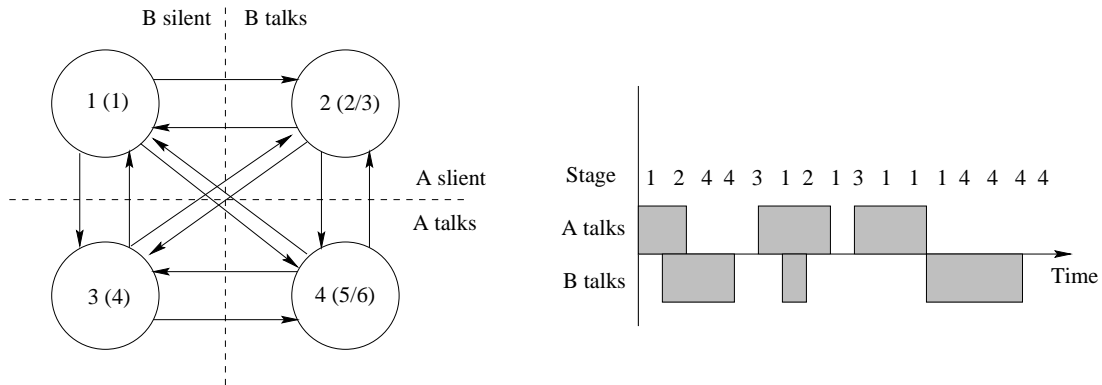 B silent B talks
1 (1) 2 (2/3)
A slient
A talks
3 (4) 4 (5/6)
Stage 1 2 4 4 3 1 2 1 3 1 1 1 4 4 4 4
A talks
B talks
Time